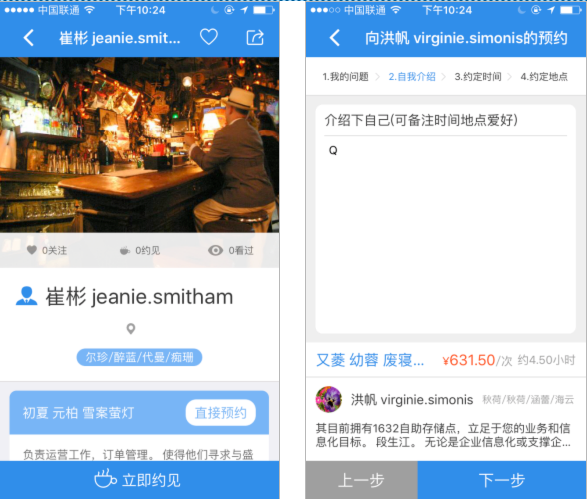 中国联通 下午10:24
崔彬 jeanie.smit...
0关注 0约见 0看过
崔彬 jeanie.smitham
尔珍/醉蓝/代曼/痴珊
初夏 元柏 雪案萤灯 直接预约
负责运营工作，订单管理。 使得他们寻求与盛
立即约见
中国联通 下午10:24
向洪帆 virginie.simonis的预约
1.我的问题 2.自我介绍 3.约定时间 4.约定地点
介绍下自己(可备注时间地点爱好)
Q
又菱 幼蓉 废寝... ¥631.50/次 约4.50小时
洪帆 virginie.simonis 秋荷/秋荷/涵蕾/海云
其目前拥有1632自助存储点，立足于您的业务和信
息化目标。 段生江。 无论是企业信息化或支撑企...
上一步 下一步